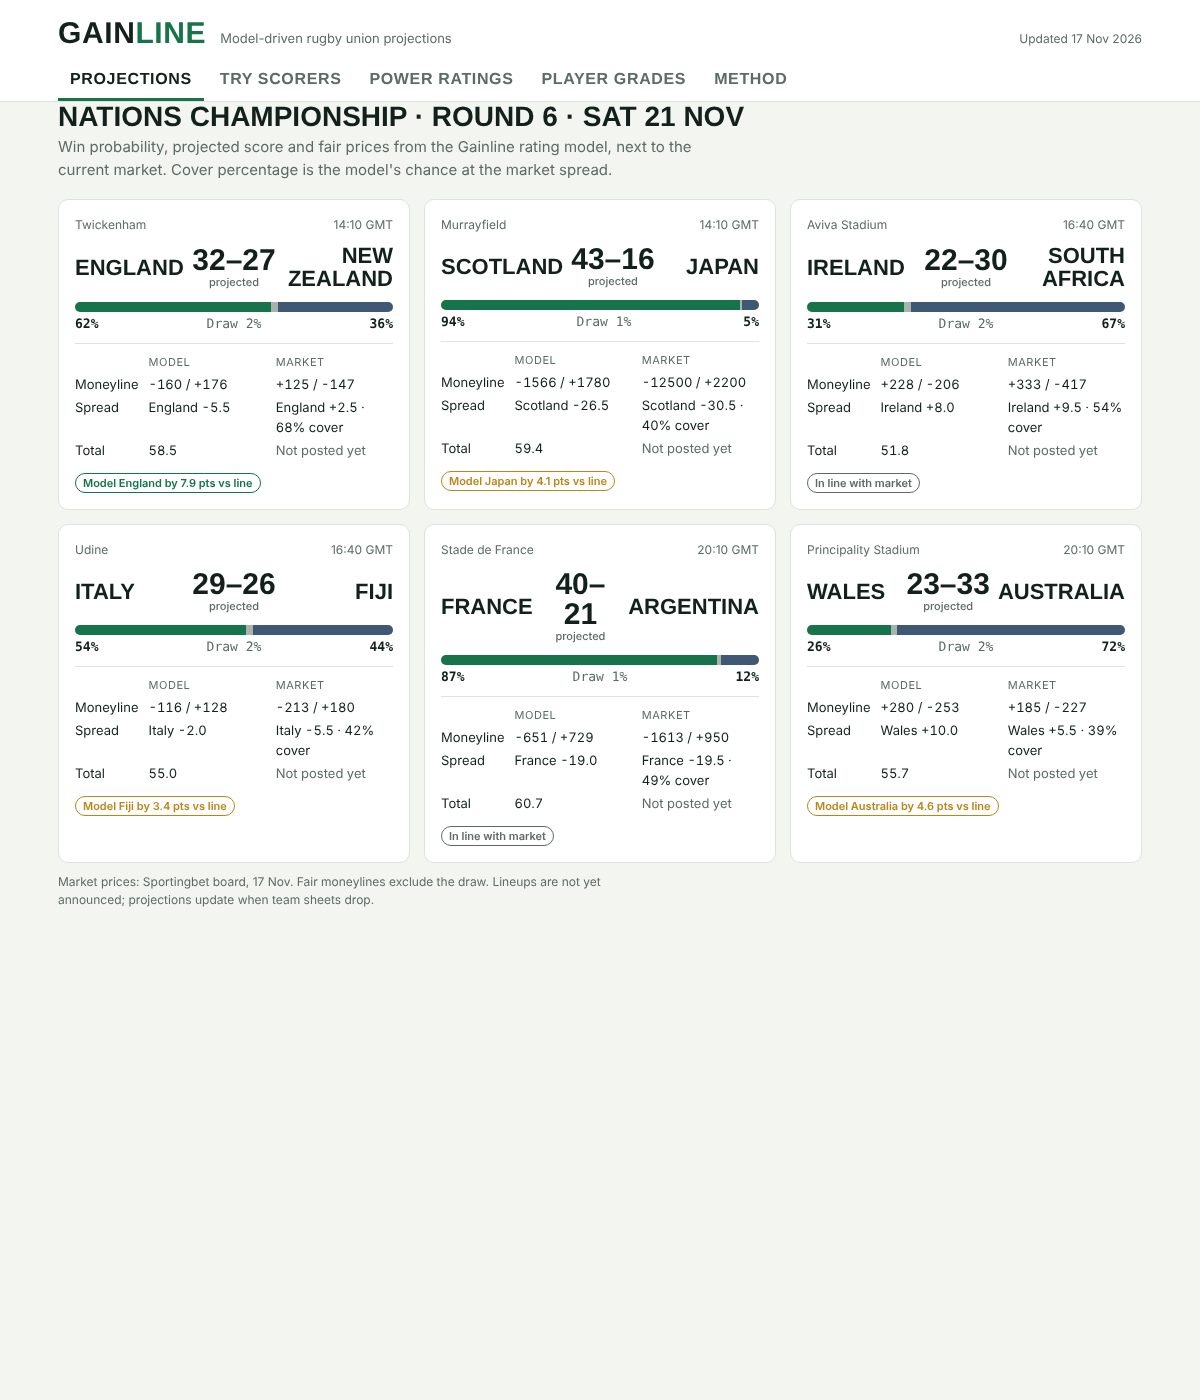 GAINLINE Model-driven rugby union projections Updated 17 Nov 2026
PROJECTIONS TRY SCORERS POWER RATINGS PLAYER GRADES METHOD
NATIONS CHAMPIONSHIP · ROUND 6 · SAT 21 NOV
Win probability, projected score and fair prices from the Gainline rating model, next to the
current market. Cover percentage is the model's chance at the market spread.
Twickenham 14:10 GMT
ENGLAND 32–27 NEW ZEALAND
projected
62% Draw 2% 36%
MODEL MARKET
Moneyline -160 / +176 +125 / -147
Spread England -5.5 England +2.5 ·
68% cover
Total 58.5 Not posted yet
Model England by 7.9 pts vs line
Murrayfield 14:10 GMT
SCOTLAND 43–16 JAPAN
projected
94% Draw 1% 5%
MODEL MARKET
Moneyline -1566 / +1780 -12500 / +2200
Spread Scotland -26.5 Scotland -30.5 ·
40% cover
Total 59.4 Not posted yet
Model Japan by 4.1 pts vs line
Aviva Stadium 16:40 GMT
IRELAND 22–30 SOUTH AFRICA
projected
31% Draw 2% 67%
MODEL MARKET
Moneyline +228 / -206 +333 / -417
Spread Ireland +8.0 Ireland +9.5 · 54%
cover
Total 51.8 Not posted yet
In line with market
Udine 16:40 GMT
ITALY 29–26 FIJI
projected
54% Draw 2% 44%
MODEL MARKET
Moneyline -116 / +128 -213 / +180
Spread Italy -2.0 Italy -5.5 · 42%
cover
Total 55.0 Not posted yet
Model Fiji by 3.4 pts vs line
Stade de France 20:10 GMT
FRANCE 40–21 ARGENTINA
projected
87% Draw 1% 12%
MODEL MARKET
Moneyline -651 / +729 -1613 / +950
Spread France -19.0 France -19.5 ·
49% cover
Total 60.7 Not posted yet
In line with market
Principality Stadium 20:10 GMT
WALES 23–33 AUSTRALIA
projected
26% Draw 2% 72%
MODEL MARKET
Moneyline +280 / -253 +185 / -227
Spread Wales +10.0 Wales +5.5 · 39%
cover
Total 55.7 Not posted yet
Model Australia by 4.6 pts vs line
Market prices: Sportingbet board, 17 Nov. Fair moneylines exclude the draw. Lineups are not yet
announced; projections update when team sheets drop.